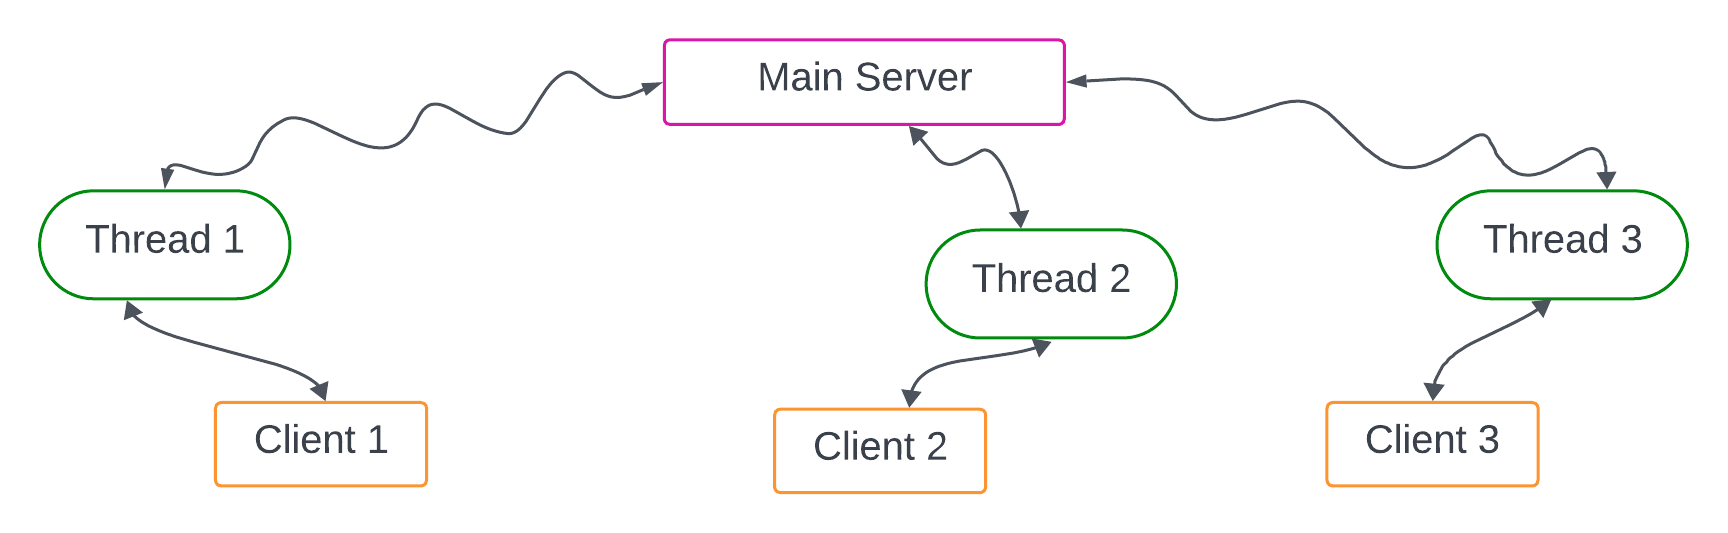 Main Server
Thread 1
Thread 2
Thread 3
Client 1
Client 2
Client 3